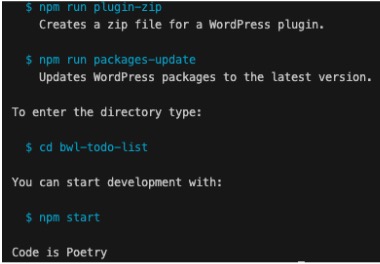 $ npm run plugin-zip
Creates a zip file for a WordPress plugin.
$ npm run packages-update
Updates WordPress packages to the latest version.
To enter the directory type:
$ cd bwl-todo-list
You can start development with:
$ npm start
Code is Poetry